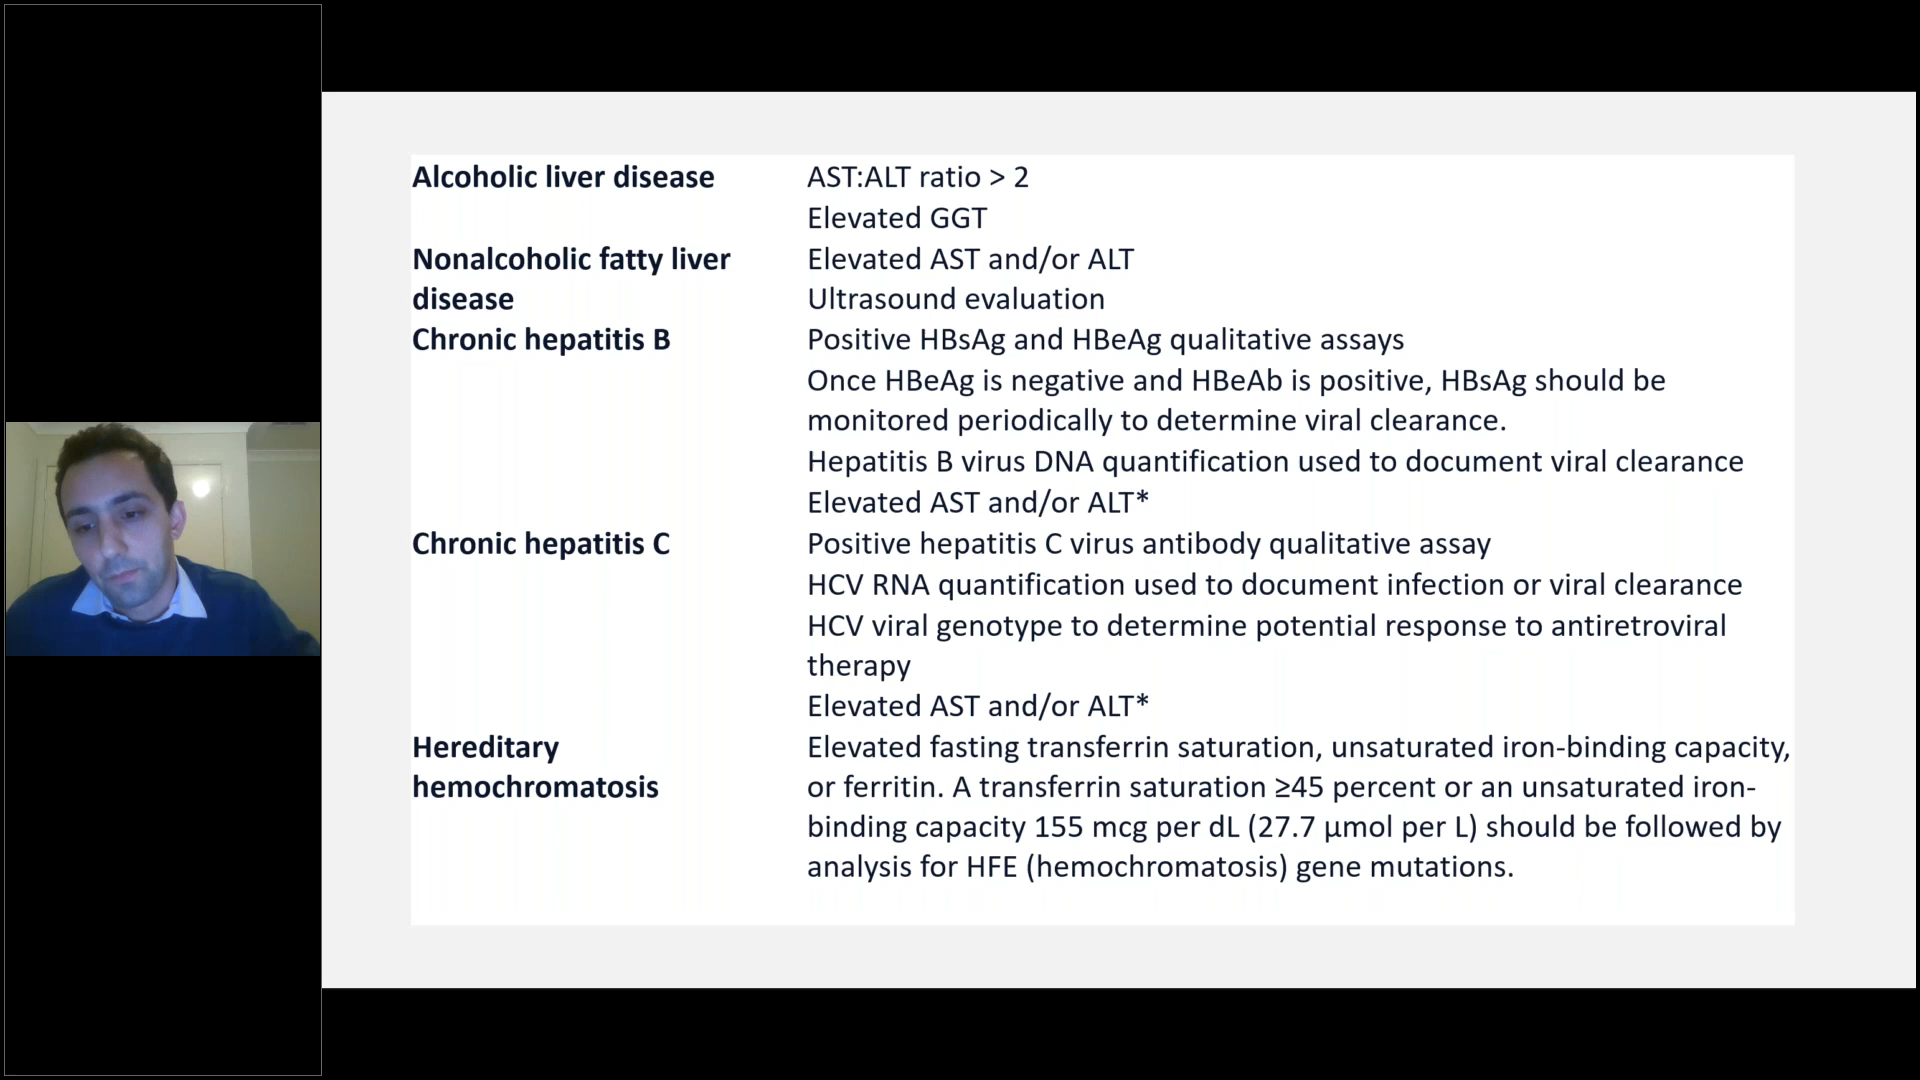 Alcoholic liver disease
AST:ALT ratio > 2
Elevated GGT
Nonalcoholic fatty liver
disease
Elevated AST and/or ALT
Ultrasound evaluation
Chronic hepatitis B
Positive HBsAg and HBeAg qualitative assays
Once HBeAg is negative and HBeAb is positive, HBsAg should be
monitored periodically to determine viral clearance.
Hepatitis B virus DNA quantification used to document viral clearance
Elevated AST and/or ALT*
Chronic hepatitis C
Positive hepatitis C virus antibody qualitative assay
HCV RNA quantification used to document infection or viral clearance
HCV viral genotype to determine potential response to antiretroviral
therapy
Elevated AST and/or ALT*
Hereditary
hemochromatosis
Elevated fasting transferrin saturation, unsaturated iron-binding capacity,
or ferritin. A transferrin saturation ≥45 percent or an unsaturated iron-
binding capacity 155 mcg per dL (27.7 μmol per L) should be followed by
analysis for HFE (hemochromatosis) gene mutations.